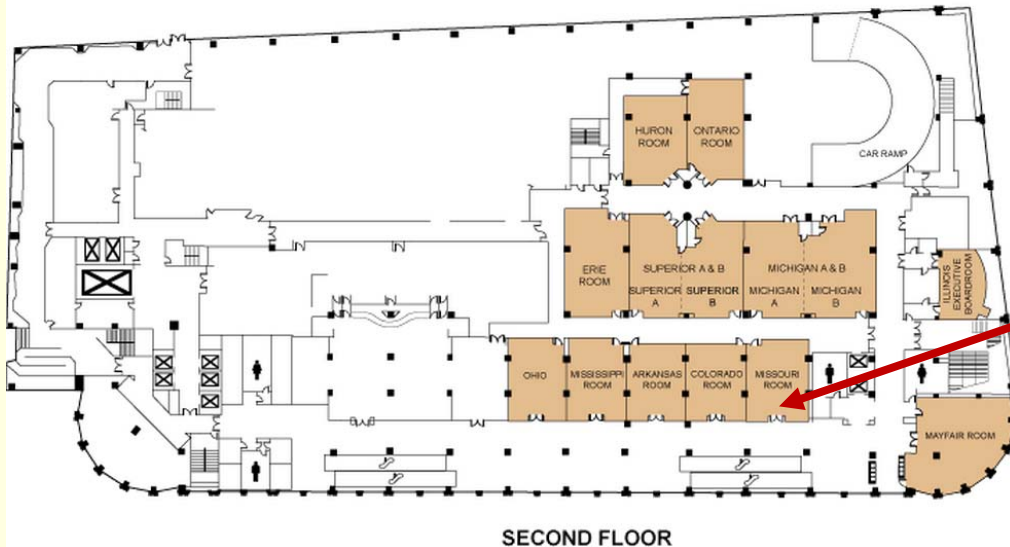 HURON
ROOM
ONTARIO
ROOM
CAR RAMP
ERIE
ROOM
SUPERIOR A & B
SUPERIOR
A
SUPERIOR
B
MICHIGAN A & B
MICHIGAN
A
MICHIGAN
B
ILLINOIS
EXECUTIVE
BOARDROOM
OHIO
MISSISSIPPI
ROOM
ARKANSAS
ROOM
COLORADO
ROOM
MISSOURI
ROOM
MAYFAIR ROOM
SECOND FLOOR